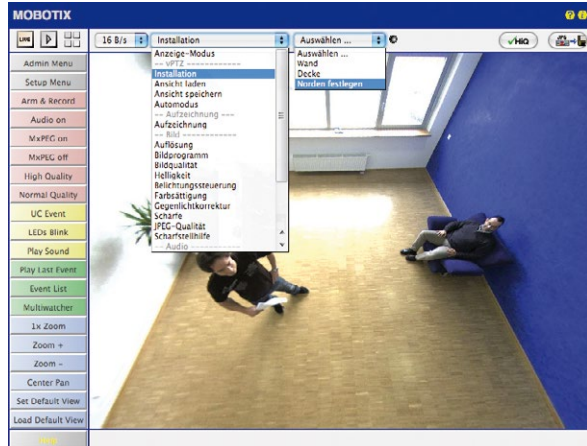 MOBOTIX
LIVE
16 B/s
Installation
Auswählen ...
HiQ
Anzeige-Modus
-- vPTZ ------------
Installation
Ansicht laden
Ansicht speichern
Automodus
-- Aufzeichnung ---
Aufzeichnung
-- Bild -----------
Auflösung
Bildprogramm
Bildqualität
Helligkeit
Belichtungssteuerung
Farbsättigung
Gegenlichtkorrektur
Schärfe
JPEG-Qualität
Scharfstellhilfe
-- Audio ----------
Auswählen ...
Wand
Decke
Norden festlegen
Admin Menu
Setup Menu
Arm & Record
Audio on
MxPEG on
MxPEG off
High Quality
Normal Quality
UC Event
LEDs Blink
Play Sound
Play Last Event
Event List
Multiwatcher
1x Zoom
Zoom +
Zoom –
Center Pan
Set Default View
Load Default View